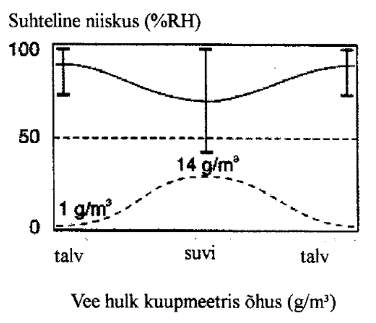 Suhteline niiskus (%RH)
100
50
14 g/m³
1 g/m³
0
talv
suvi
talv
Vee hulk kuupmeetris õhus (g/m³)